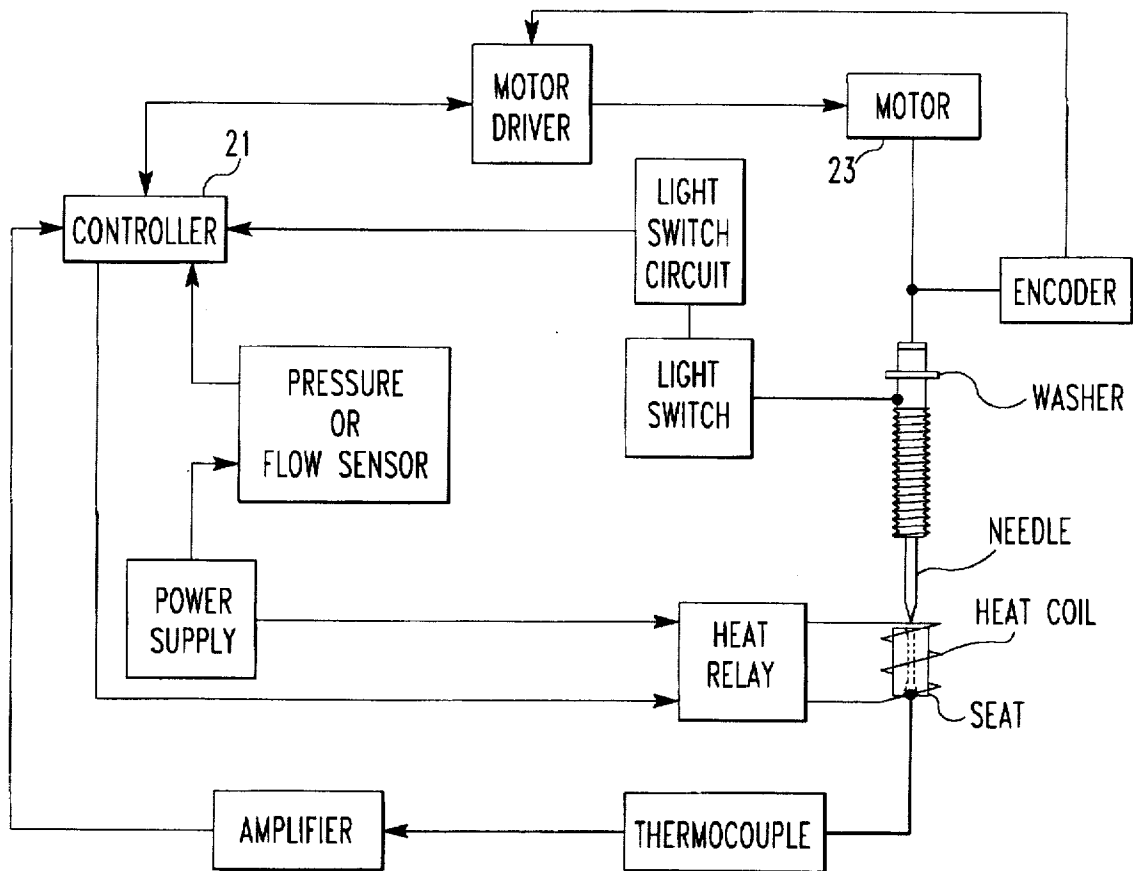 MOTOR
DRIVER
MOTOR
23
21
CONTROLLER
LIGHT
SWITCH
CIRCUIT
ENCODER
PRESSURE
OR
FLOW SENSOR
LIGHT
SWITCH
WASHER
NEEDLE
POWER
SUPPLY
HEAT
RELAY
HEAT COIL
SEAT
AMPLIFIER
THERMOCOUPLE